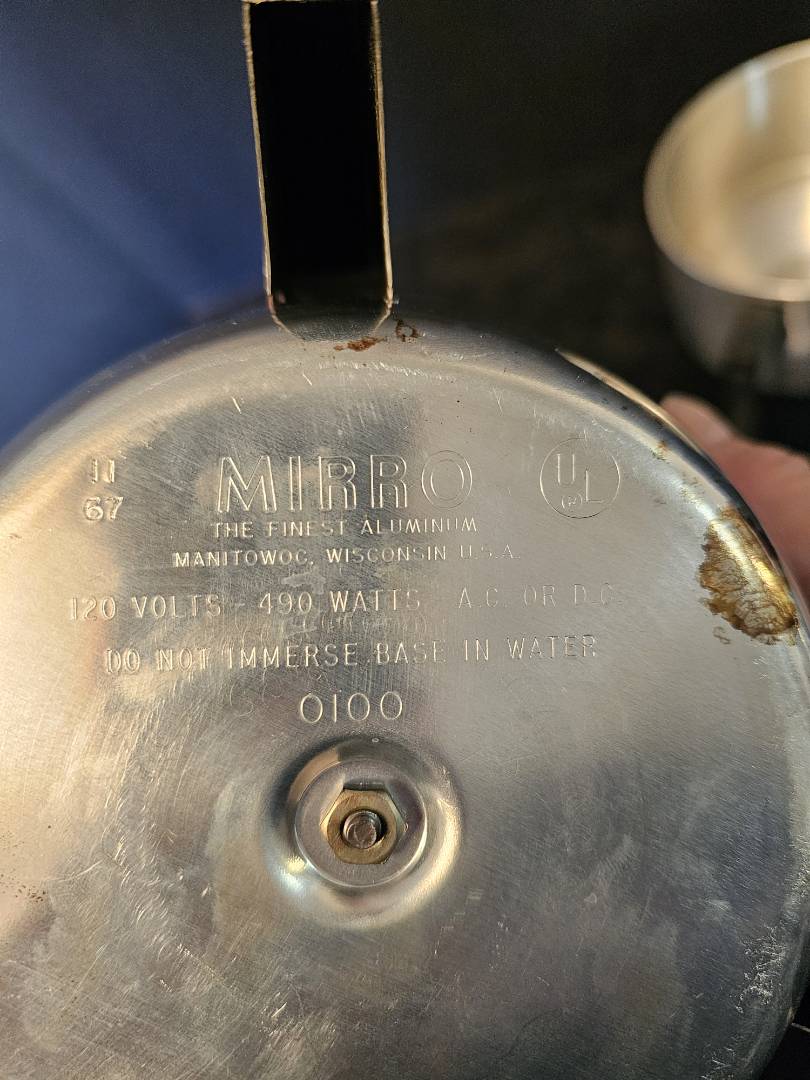 11
67
MIRRO
UL
(R)
THE FINEST ALUMINUM
MANITOWOC, WISCONSIN U.S.A.
120 VOLTS - 490 WATTS - A.C. OR D.C.
DO NOT IMMERSE BASE IN WATER
0100